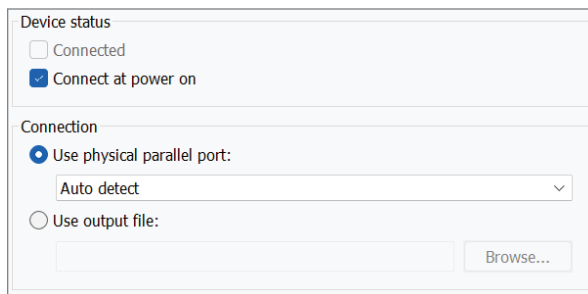 Device status
Connected
Connect at power on
Connection
Use physical parallel port:
Auto detect
Use output file:
Browse...